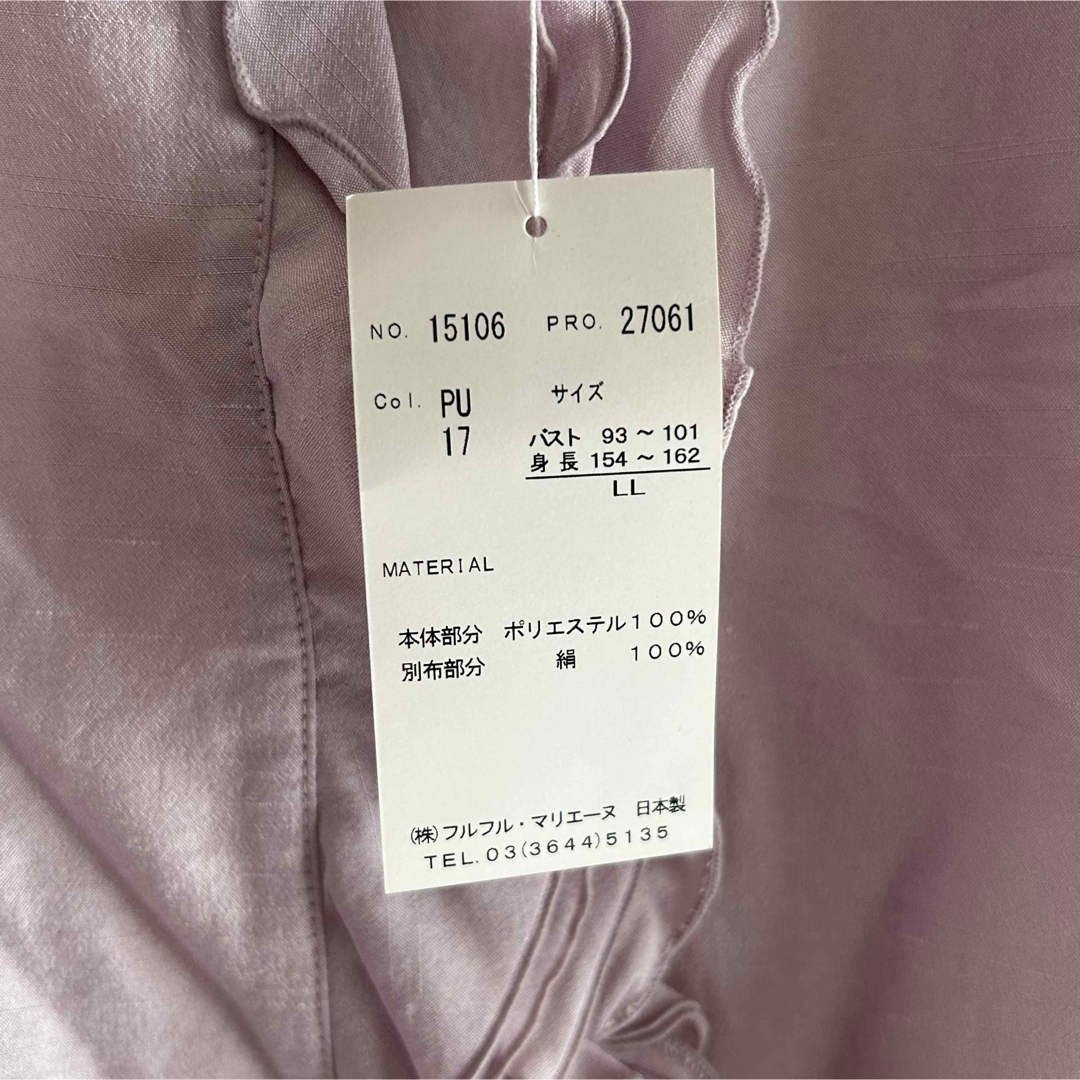 NO. 15106 PRO. 27061
Col. PU サイズ
17
バスト 93 ~ 101
身長 154 ~ 162
LL
MATERIAL
本体部分 ポリエステル100%
別布部分 絹 100%
(株)フルフル・マリエーヌ 日本製
TEL.03(3644)5135